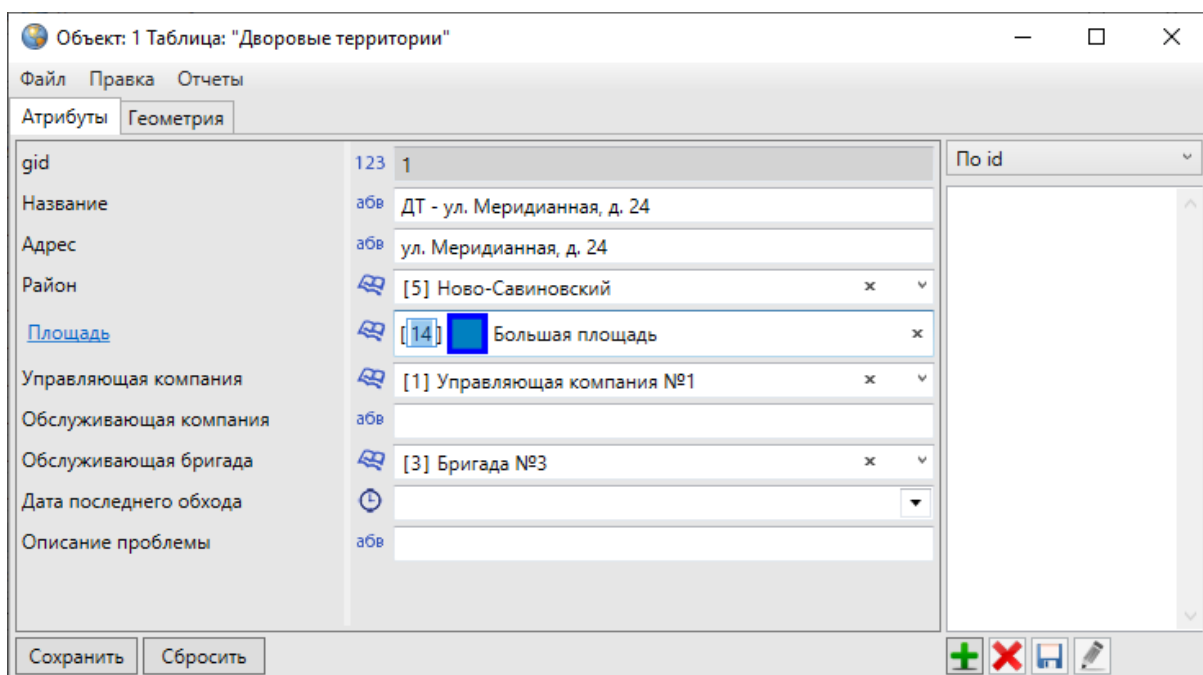 Объект: 1 Таблица: "Дворовые территории"
Файл Правка Отчеты
Атрибуты Геометрия
gid 123 1
Название абв ДТ - ул. Меридианная, д. 24
Адрес абв ул. Меридианная, д. 24
Район [5] Ново-Савиновский
Площадь [14] Большая площадь
Управляющая компания [1] Управляющая компания №1
Обслуживающая компания абв
Обслуживающая бригада [3] Бригада №3
Дата последнего обхода
Описание проблемы абв
По id
Сохранить Сбросить